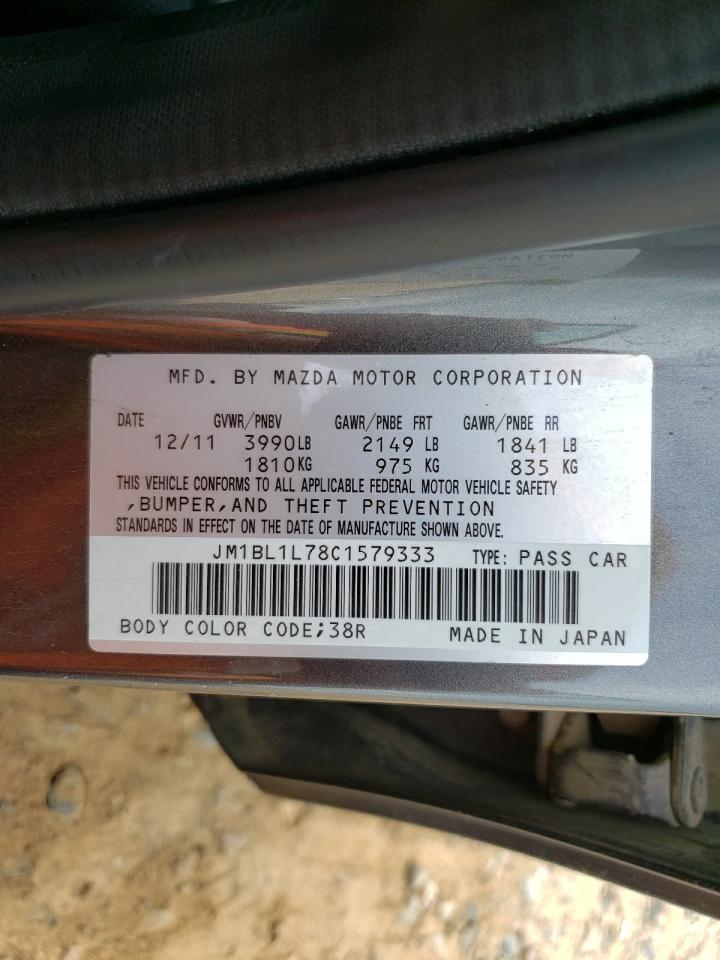 RATION
MFD. BY MAZDA MOTOR CORPORATION
DATE GVWR/PNBV GAWR/PNBE FRT GAWR/PNBE RR
12/11 3990LB 2149 LB 1841 LB
1810KG 975 KG 835 KG
THIS VEHICLE CONFORMS TO ALL APPLICABLE FEDERAL MOTOR VEHICLE SAFETY
,BUMPER,AND THEFT PREVENTION
STANDARDS IN EFFECT ON THE DATE OF MANUFACTURE SHOWN ABOVE.
JM1BL1L78C1579333 TYPE: PASS CAR
BODY COLOR CODE;38R MADE IN JAPAN